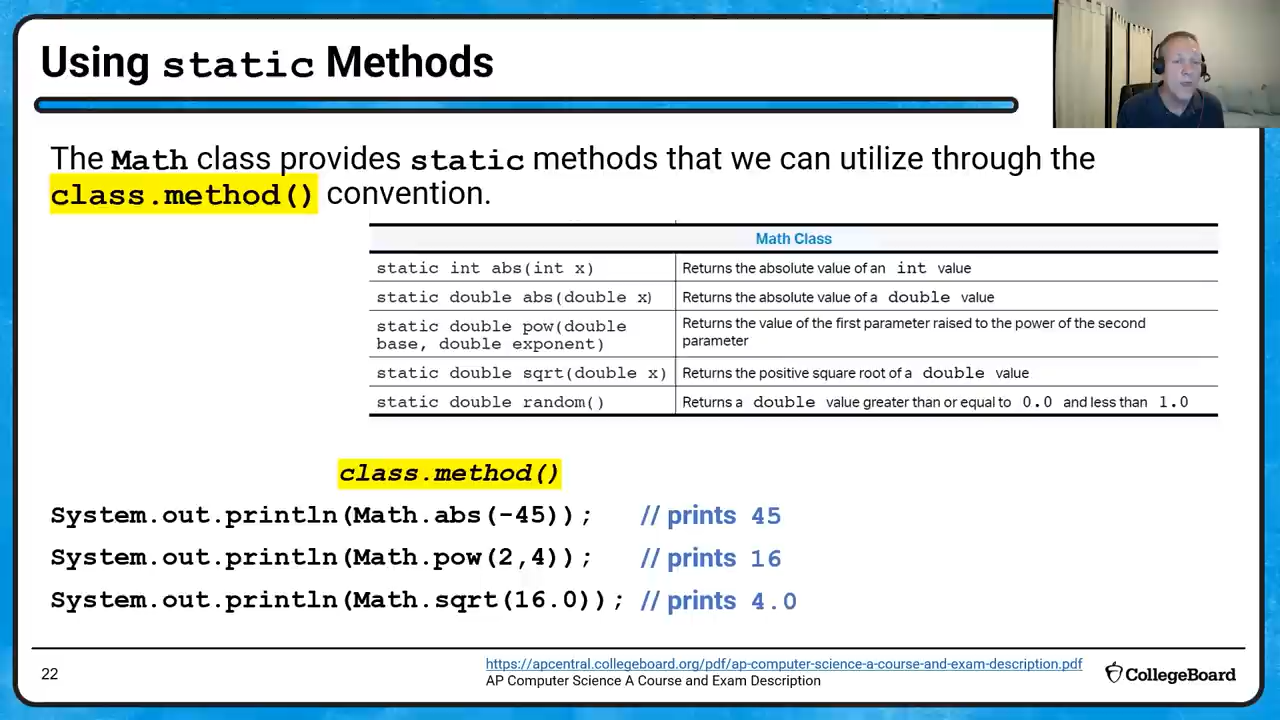 Using static Methods
The Math class provides static methods that we can utilize through the
class.method() convention.
Math Class
static int abs(int x) Returns the absolute value of an int value
static double abs(double x) Returns the absolute value of a double value
static double pow(double Returns the value of the first parameter raised to the power of the second
base, double exponent) parameter
static double sqrt(double x) Returns the positive square root of a double value
static double random() Returns a double value greater than or equal to 0.0 and less than 1.0
class.method()
System.out.println(Math.abs(-45)); // prints 45
System.out.println(Math.pow(2,4)); // prints 16
System.out.println(Math.sqrt(16.0)); // prints 4.0
22
https://apcentral.collegeboard.org/pdf/ap-computer-science-a-course-and-exam-description.pdf
AP Computer Science A Course and Exam Description
CollegeBoard